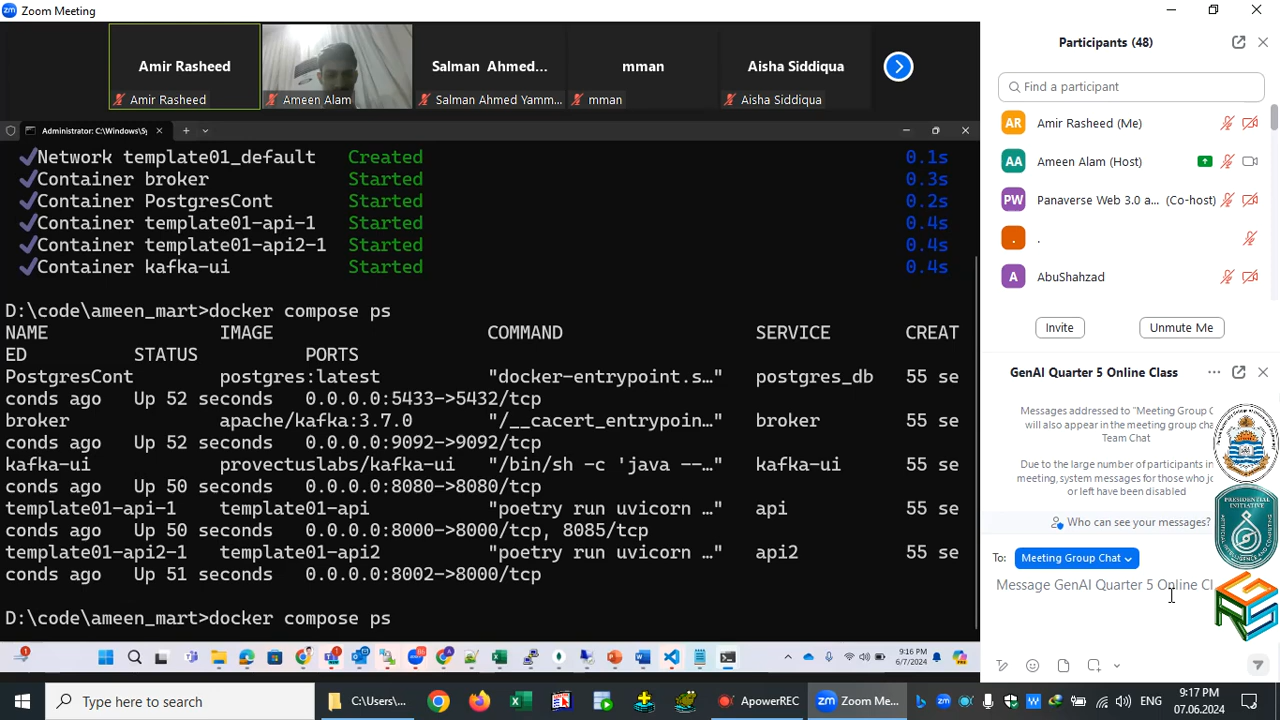 Zoom Meeting
Amir Rasheed
Salman Ahmed...
mman
Aisha Siddiqua
Amir Rasheed
Ameen Alam
Salman Ahmed Yamm...
mman
Aisha Siddiqua
Administrator: C:\Windows\Sy
Network template01_default Created 0.1s
Container broker Started 0.3s
Container PostgresCont Started 0.2s
Container template01-api-1 Started 0.4s
Container template01-api2-1 Started 0.4s
Container kafka-ui Started 0.4s
D:\code\ameen_mart>docker compose ps
NAME IMAGE COMMAND SERVICE CREAT
ED STATUS PORTS
PostgresCont postgres:latest "docker-entrypoint.s…" postgres_db 55 se
conds ago Up 52 seconds 0.0.0.0:5433->5432/tcp
broker apache/kafka:3.7.0 "/__cacert_entrypoin…" broker 55 se
conds ago Up 52 seconds 0.0.0.0:9092->9092/tcp
kafka-ui provectuslabs/kafka-ui "/bin/sh -c 'java --…" kafka-ui 55 se
conds ago Up 50 seconds 0.0.0.0:8080->8080/tcp
template01-api-1 template01-api "poetry run uvicorn …" api 55 se
conds ago Up 50 seconds 0.0.0.0:8000->8000/tcp, 8085/tcp
template01-api2-1 template01-api2 "poetry run uvicorn …" api2 55 se
conds ago Up 51 seconds 0.0.0.0:8002->8000/tcp
D:\code\ameen_mart>docker compose ps
9:16 PM
6/7/2024
Participants (48)
Find a participant
AR Amir Rasheed (Me)
AA Ameen Alam (Host)
PW Panaverse Web 3.0 a... (Co-host)
. .
A AbuShahzad
Invite
Unmute Me
GenAI Quarter 5 Online Class
Messages addressed to "Meeting Group C
will also appear in the meeting group cha
Team Chat
Due to the large number of participants in
meeting, system messages for those who jo
or left have been disabled
Who can see your messages?
To: Meeting Group Chat
Message GenAI Quarter 5 Online Cl
Type here to search
C:\Users\...
ApowerREC
Zoom Me...
ENG
9:17 PM
07.06.2024